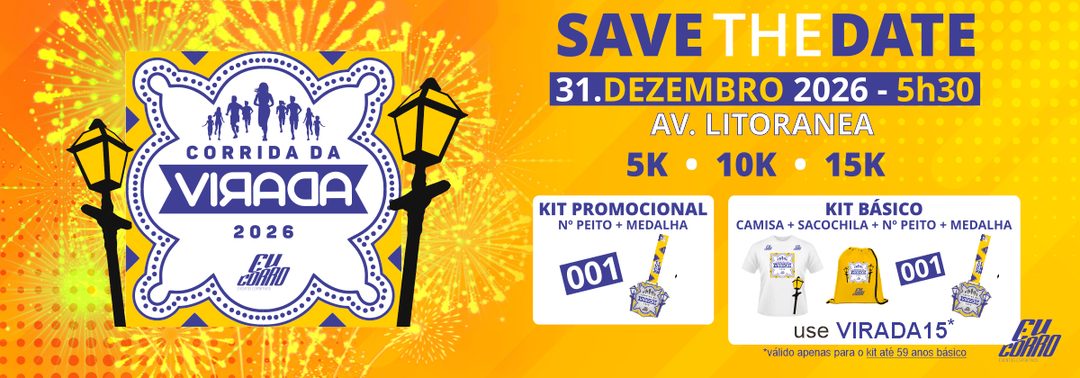 CORRIDA DA
VIRADA
2026
EU
CORRO
SAVE THE DATE
31.DEZEMBRO 2026 - 5h30
AV. LITORANEA
5K • 10K • 15K
KIT PROMOCIONAL
Nº PEITO + MEDALHA
001
KIT BÁSICO
CAMISA + SACOCHILA + Nº PEITO + MEDALHA
001
use VIRADA15*
*válido apenas para o kit até 59 anos básico
EU
CORRO